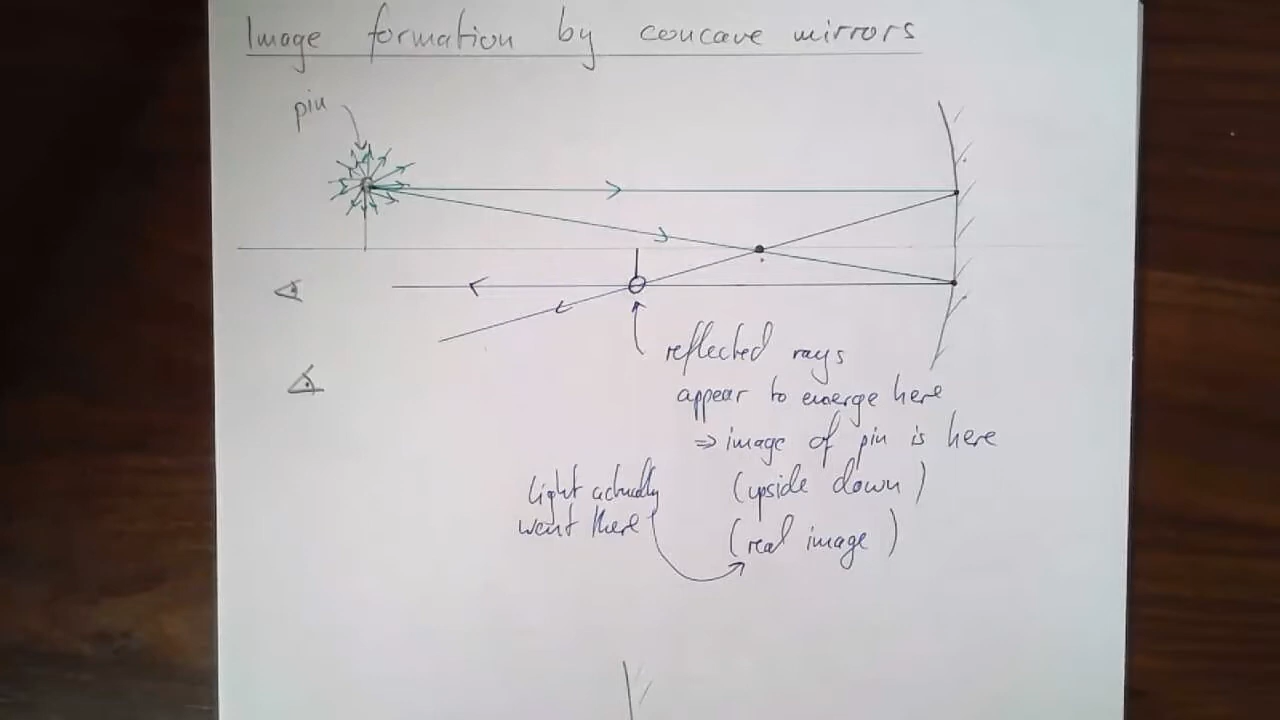 Image formation by concave mirrors
pin
reflected rays
appear to emerge here
⇒ image of pin is here
(upside down)
(real image)
light actually
went there